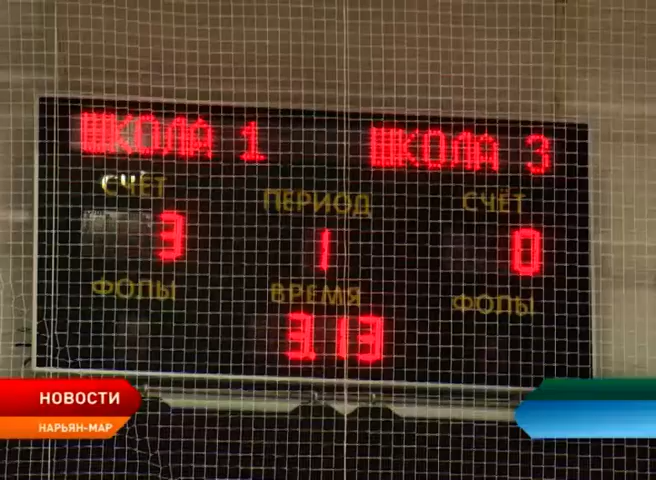 ШКОЛА 1 ШКОЛА 3
СЧЁТ ПЕРИОД СЧЁТ
3 1 0
ФОЛЫ ВРЕМЯ ФОЛЫ
3.13
НОВОСТИ
НАРЬЯН-МАР